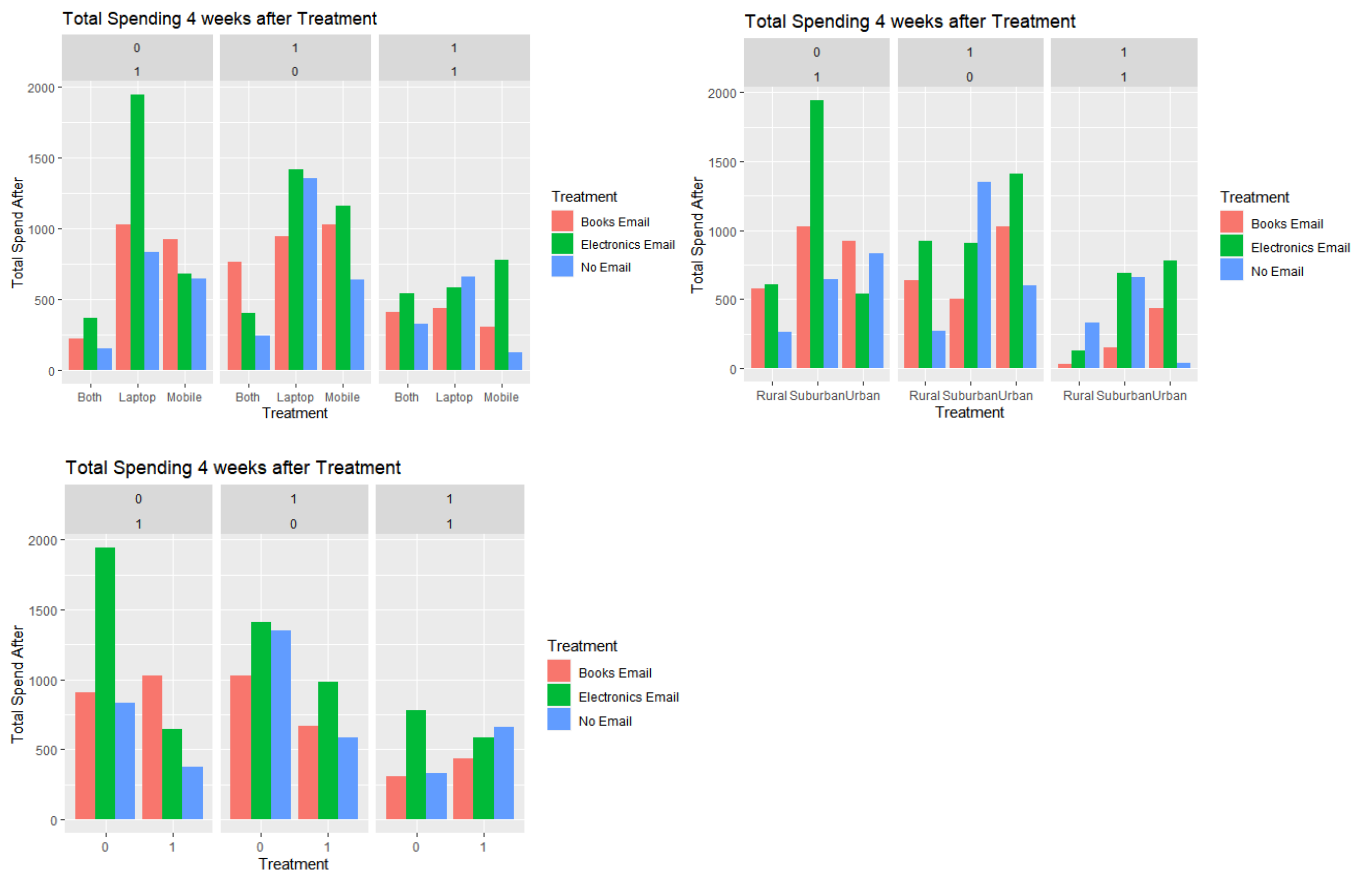 Total Spending 4 weeks after Treatment
0 1 1
1 0 1
2000
1500
1000
500
0
Total Spend After
Both Laptop Mobile Both Laptop Mobile Both Laptop Mobile
Treatment
Treatment
Books Email
Electronics Email
No Email
Total Spending 4 weeks after Treatment
0 1 1
1 0 1
2000
1500
1000
500
0
Total Spend After
Rural Suburban Urban Rural Suburban Urban Rural Suburban Urban
Treatment
Treatment
Books Email
Electronics Email
No Email
Total Spending 4 weeks after Treatment
0 1 1
1 0 1
2000
1500
1000
500
0
Total Spend After
0 1 0 1 0 1
Treatment
Treatment
Books Email
Electronics Email
No Email